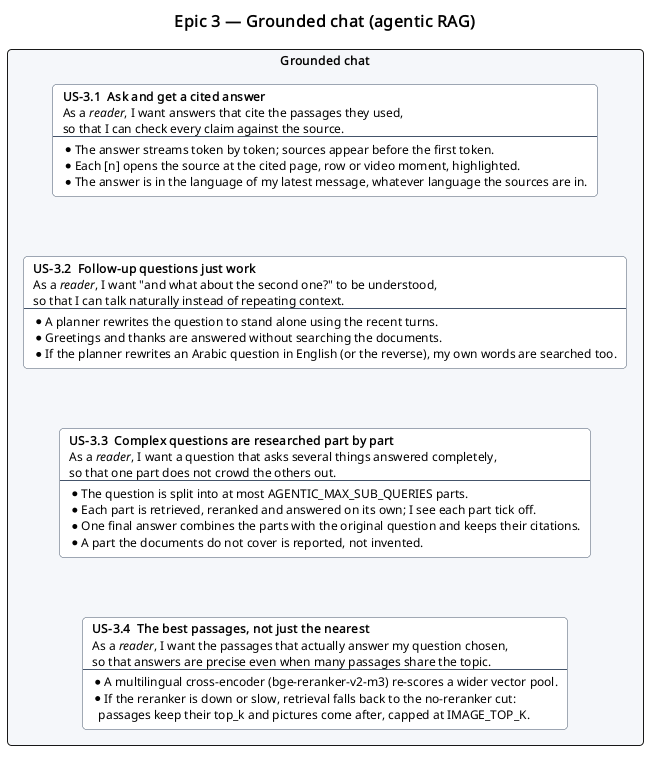 Epic 3 — Grounded chat (agentic RAG)
Grounded chat
US-3.1 Ask and get a cited answer
As a reader, I want answers that cite the passages they used,
so that I can check every claim against the source.
• The answer streams token by token; sources appear before the first token.
• Each [n] opens the source at the cited page, row or video moment, highlighted.
• The answer is in the language of my latest message, whatever language the sources are in.
US-3.2 Follow-up questions just work
As a reader, I want "and what about the second one?" to be understood,
so that I can talk naturally instead of repeating context.
• A planner rewrites the question to stand alone using the recent turns.
• Greetings and thanks are answered without searching the documents.
• If the planner rewrites an Arabic question in English (or the reverse), my own words are searched too.
US-3.3 Complex questions are researched part by part
As a reader, I want a question that asks several things answered completely,
so that one part does not crowd the others out.
• The question is split into at most AGENTIC_MAX_SUB_QUERIES parts.
• Each part is retrieved, reranked and answered on its own; I see each part tick off.
• One final answer combines the parts with the original question and keeps their citations.
• A part the documents do not cover is reported, not invented.
US-3.4 The best passages, not just the nearest
As a reader, I want the passages that actually answer my question chosen,
so that answers are precise even when many passages share the topic.
• A multilingual cross-encoder (bge-reranker-v2-m3) re-scores a wider vector pool.
• If the reranker is down or slow, retrieval falls back to the no-reranker cut:
passages keep their top_k and pictures come after, capped at IMAGE_TOP_K.